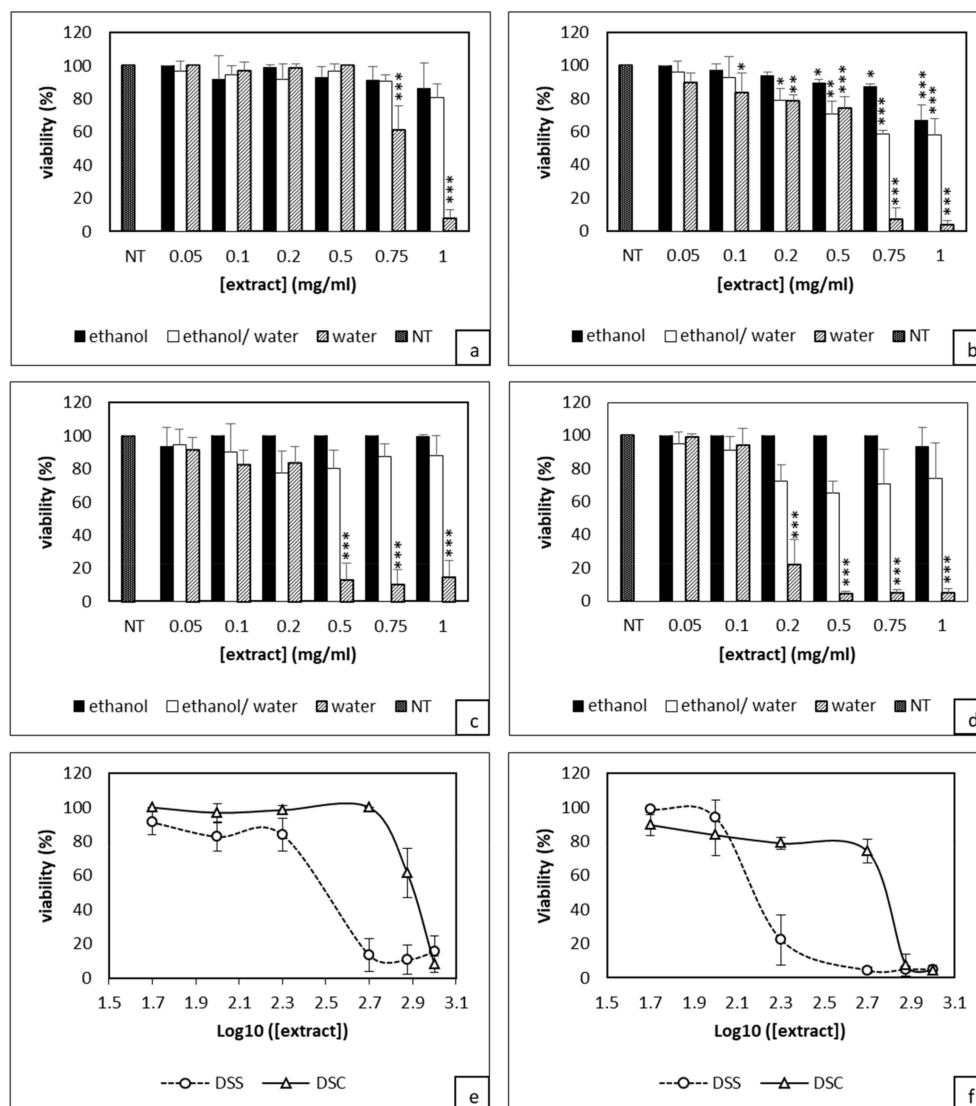 120
100
80
60
40
20
0
viability (%)
***
***
NT 0.05 0.1 0.2 0.5 0.75 1
[extract] (mg/ml)
ethanol ethanol/ water water NT
a
120
100
80
60
40
20
0
viability (%)
*
*
**
*
**
***
*
***
***
***
***
***
NT 0.05 0.1 0.2 0.5 0.75 1
[extract] (mg/ml)
ethanol ethanol/ water water NT
b
120
100
80
60
40
20
0
viability (%)
***
***
***
NT 0.05 0.1 0.2 0.5 0.75 1
[extract] (mg/ml)
ethanol ethanol/ water water NT
c
120
100
80
60
40
20
0
viability (%)
***
***
***
***
NT 0.05 0.1 0.2 0.5 0.75 1
[extract] (mg/ml)
ethanol ethanol/ water water NT
d
120
100
80
60
40
20
0
viability (%)
1.5 1.7 1.9 2.1 2.3 2.5 2.7 2.9 3.1
Log10 ([extract])
DSS DSC
e
120
100
80
60
40
20
0
Viability (%)
1.5 1.7 1.9 2.1 2.3 2.5 2.7 2.9 3.1
Log10 ([extract])
DSS DSC
f